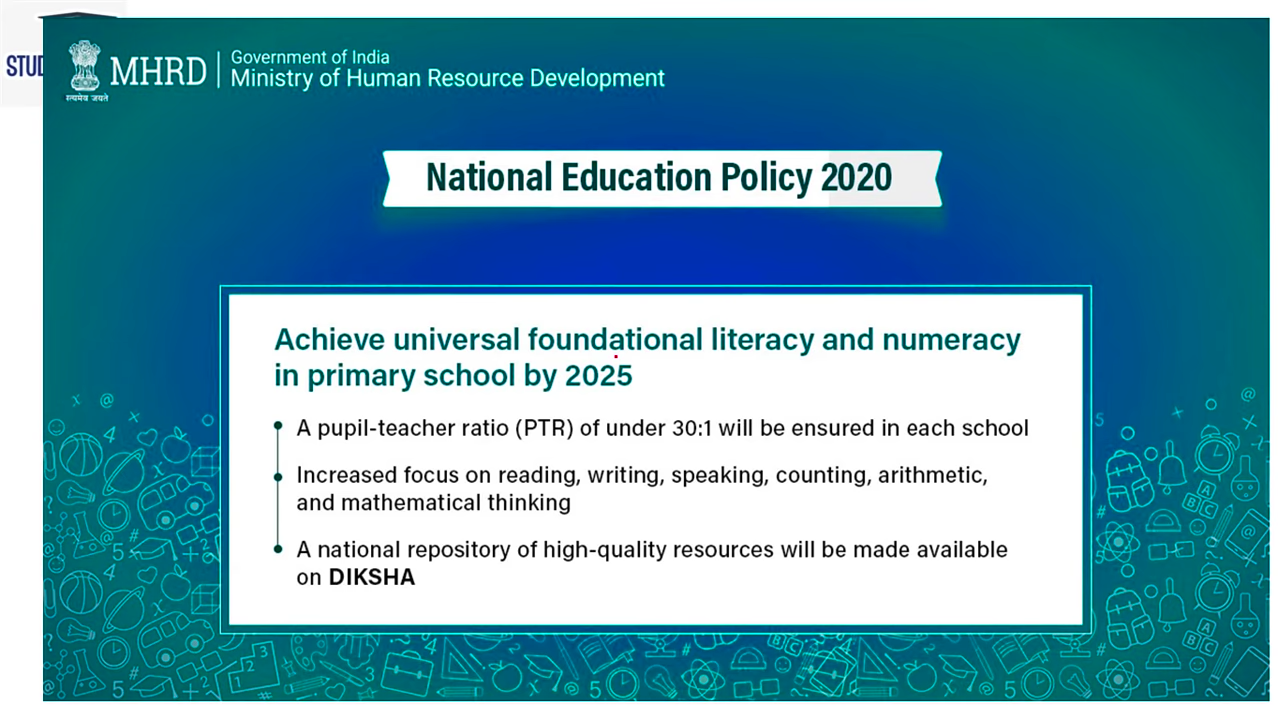 STUD
सत्यमेव जयते
MHRD
Government of India
Ministry of Human Resource Development
National Education Policy 2020
Achieve universal foundational literacy and numeracy
in primary school by 2025
A pupil-teacher ratio (PTR) of under 30:1 will be ensured in each school
Increased focus on reading, writing, speaking, counting, arithmetic,
and mathematical thinking
A national repository of high-quality resources will be made available
on DIKSHA